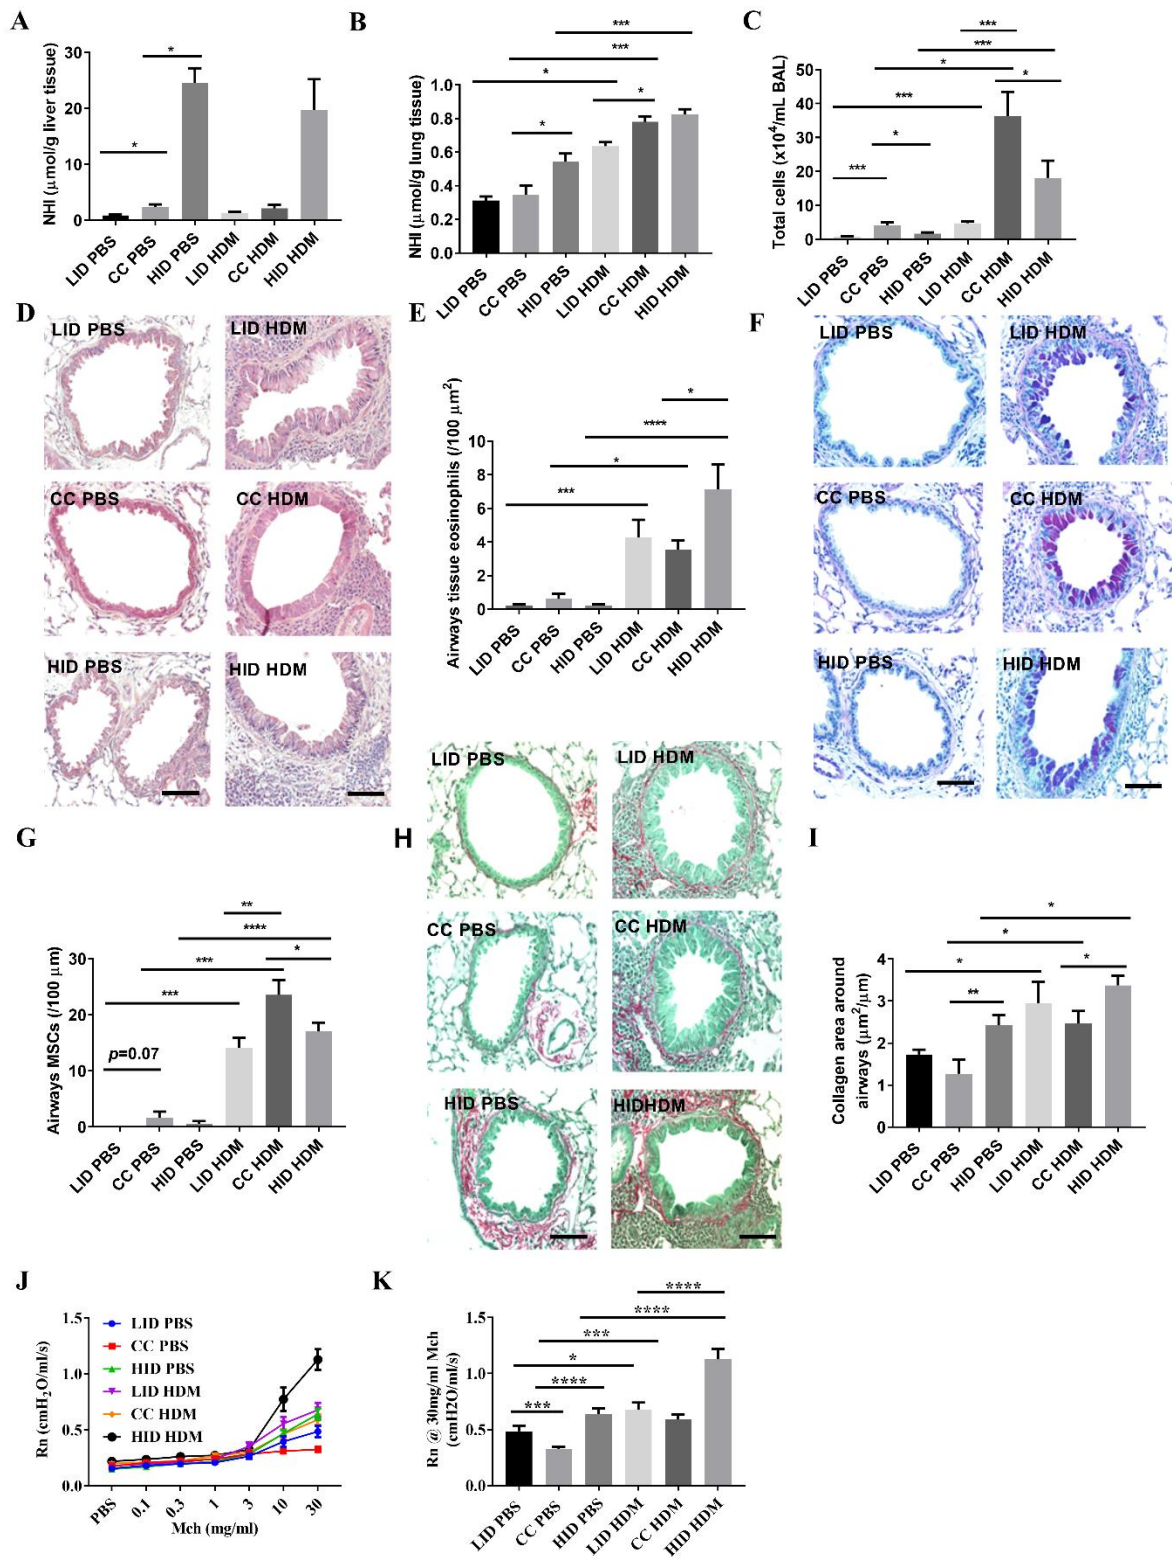 A
NHI (μmol/g liver tissue)
30
20
10
0
*
*
LID PBS
CC PBS
HID PBS
LID HDM
CC HDM
HID HDM
B
NHI (μmol/g lung tissue)
1.0
0.8
0.6
0.4
0.2
0.0
***
***
*
*
*
LID PBS
CC PBS
HID PBS
LID HDM
CC HDM
HID HDM
C
Total cells (x10⁴/mL BAL)
50
40
30
20
10
0
***
***
*
*
***
*
***
LID PBS
CC PBS
HID PBS
LID HDM
CC HDM
HID HDM
D
LID PBS
LID HDM
CC PBS
CC HDM
HID PBS
HID HDM
E
Airways tissue eosinophils (/100 μm²)
10
8
6
4
2
0
*
****
*
***
LID PBS
CC PBS
HID PBS
LID HDM
CC HDM
HID HDM
F
LID PBS
LID HDM
CC PBS
CC HDM
HID PBS
HID HDM
G
Airways MSCs (/100 μm)
30
20
10
0
**
****
*
***
***
p=0.07
LID PBS
CC PBS
HID PBS
LID HDM
CC HDM
HID HDM
H
LID PBS
LID HDM
CC PBS
CC HDM
HID PBS
HIDHDM
I
Collagen area around
airways (μm²/μm)
4
3
2
1
0
*
*
*
*
**
LID PBS
CC PBS
HID PBS
LID HDM
CC HDM
HID HDM
J
Rn (cmH₂O/ml/s)
1.5
1.0
0.5
0.0
LID PBS
CC PBS
HID PBS
LID HDM
CC HDM
HID HDM
PBS
0.1
0.3
1
3
10
30
Mch (mg/ml)
K
Rn @ 30mg/ml Mch
(cmH2O/ml/s)
1.5
1.0
0.5
0.0
****
****
***
*
****
***
LID PBS
CC PBS
HID PBS
LID HDM
CC HDM
HID HDM